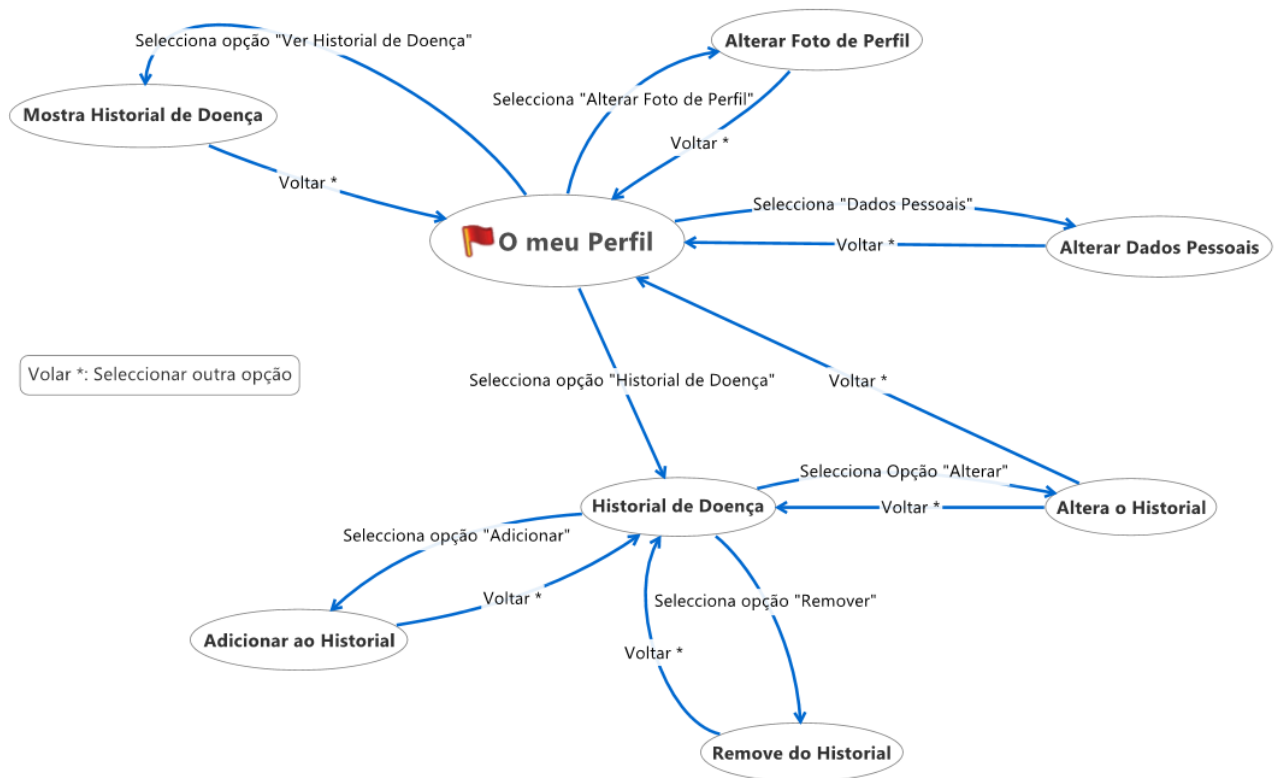 Selecciona opção "Ver Historial de Doença"
Alterar Foto de Perfil
Selecciona "Alterar Foto de Perfil"
Mostra Historial de Doença
Voltar *
Voltar *
Selecciona "Dados Pessoais"
O meu Perfil
Voltar *
Alterar Dados Pessoais
Volar *: Seleccionar outra opção
Selecciona opção "Historial de Doença"
Voltar *
Selecciona Opção "Alterar"
Historial de Doença
Voltar *
Altera o Historial
Selecciona opção "Adicionar"
Voltar *
Selecciona opção "Remover"
Adicionar ao Historial
Voltar *
Remove do Historial